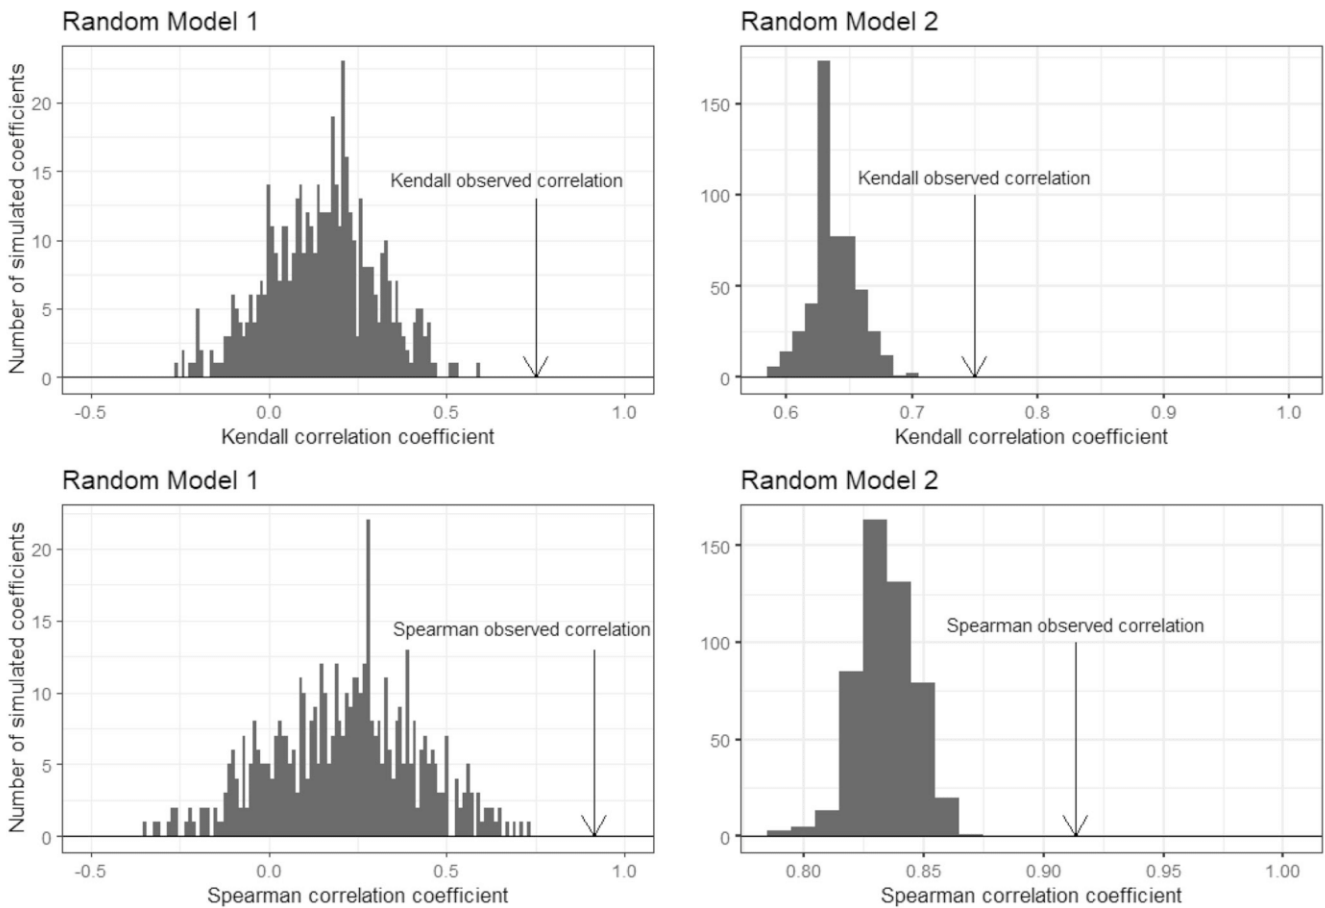 Random Model 1
Number of simulated coefficients
20
15
10
5
0
Kendall observed correlation
-0.5 0.0 0.5 1.0
Kendall correlation coefficient
Random Model 2
150
100
50
0
Kendall observed correlation
0.6 0.7 0.8 0.9 1.0
Kendall correlation coefficient
Random Model 1
Number of simulated coefficients
20
15
10
5
0
Spearman observed correlation
-0.5 0.0 0.5 1.0
Spearman correlation coefficient
Random Model 2
150
100
50
0
Spearman observed correlation
0.80 0.85 0.90 0.95 1.00
Spearman correlation coefficient